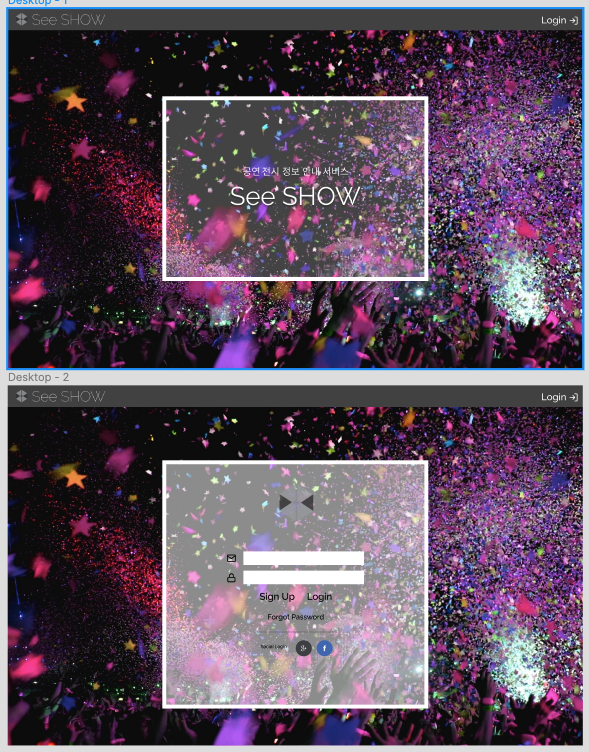 Desktop - 1
See SHOW
Login
공연 전시 정보 안내 서비스
See SHOW
Desktop - 2
See SHOW
Login
Sign Up Login
Forgot Password
Social Login
g+ f